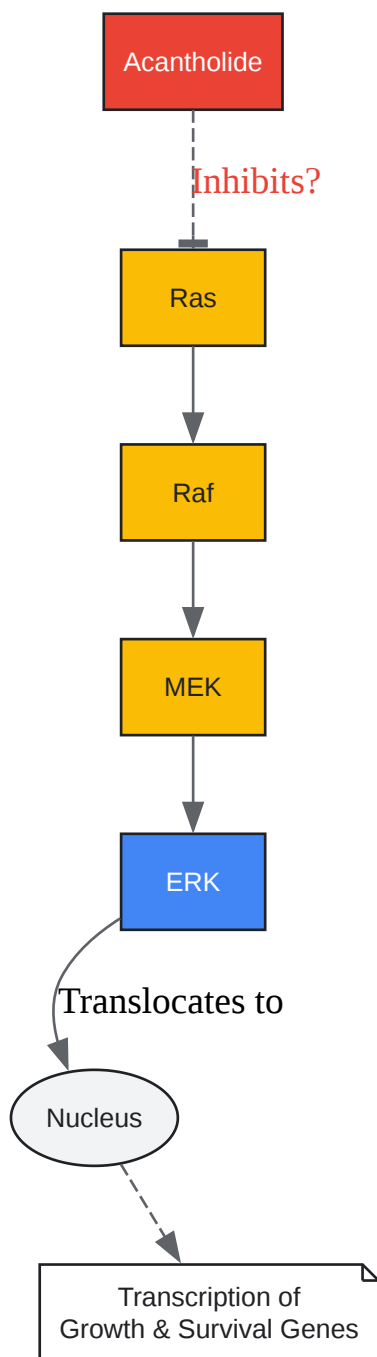 Acantholide
Inhibits?
Ras
Raf
MEK
ERK
Translocates to
Nucleus
Transcription of
Growth & Survival Genes